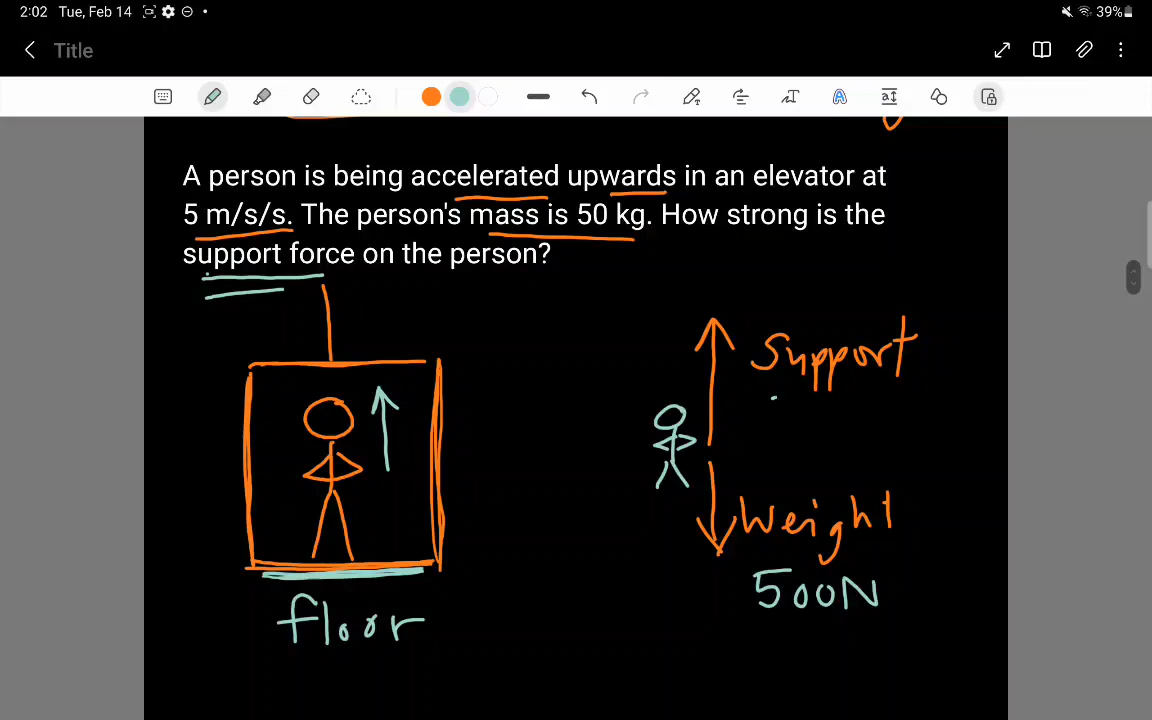 2:02 Tue, Feb 14
39%
Title
A person is being accelerated upwards in an elevator at
5 m/s/s. The person's mass is 50 kg. How strong is the
support force on the person?
Support
Weight
500N
floor